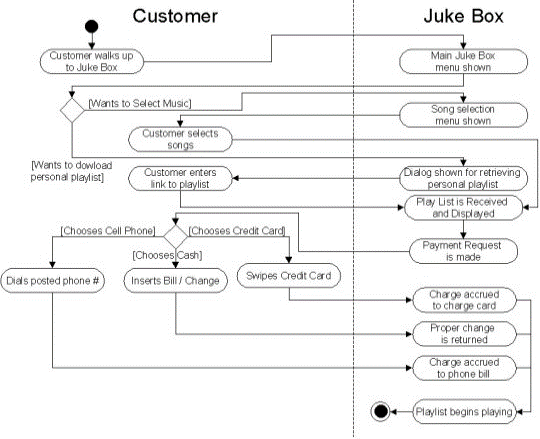 Customer
Juke Box
Customer walks up
to Juke Box
Main Juke Box
menu shown
[Wants to Select Music]
Song selection
menu shown
Customer selects
songs
[Wants to dowload
personal playlist]
Customer enters
link to playlist
Dialog shown for retrieving
personal playlist
Play List is Received
and Displayed
[Chooses Cell Phone]
[Chooses Credit Card]
[Chooses Cash]
Payment Request
is made
Dials posted phone #
Inserts Bill / Change
Swipes Credit Card
Charge accrued
to charge card
Proper change
is returned
Charge accrued
to phone bill
Playlist begins playing